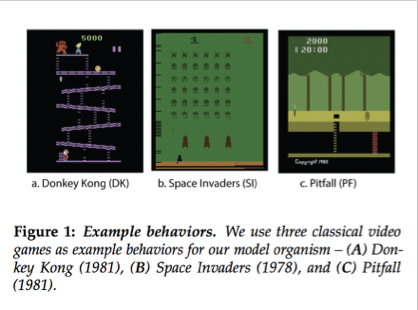 5000
2000
20:00
Copyright 1982
a. Donkey Kong (DK)
b. Space Invaders (SI)
c. Pitfall (PF)
Figure 1: Example behaviors. We use three classical video
games as example behaviors for our model organism – (A) Don-
key Kong (1981), (B) Space Invaders (1978), and (C) Pitfall
(1981).